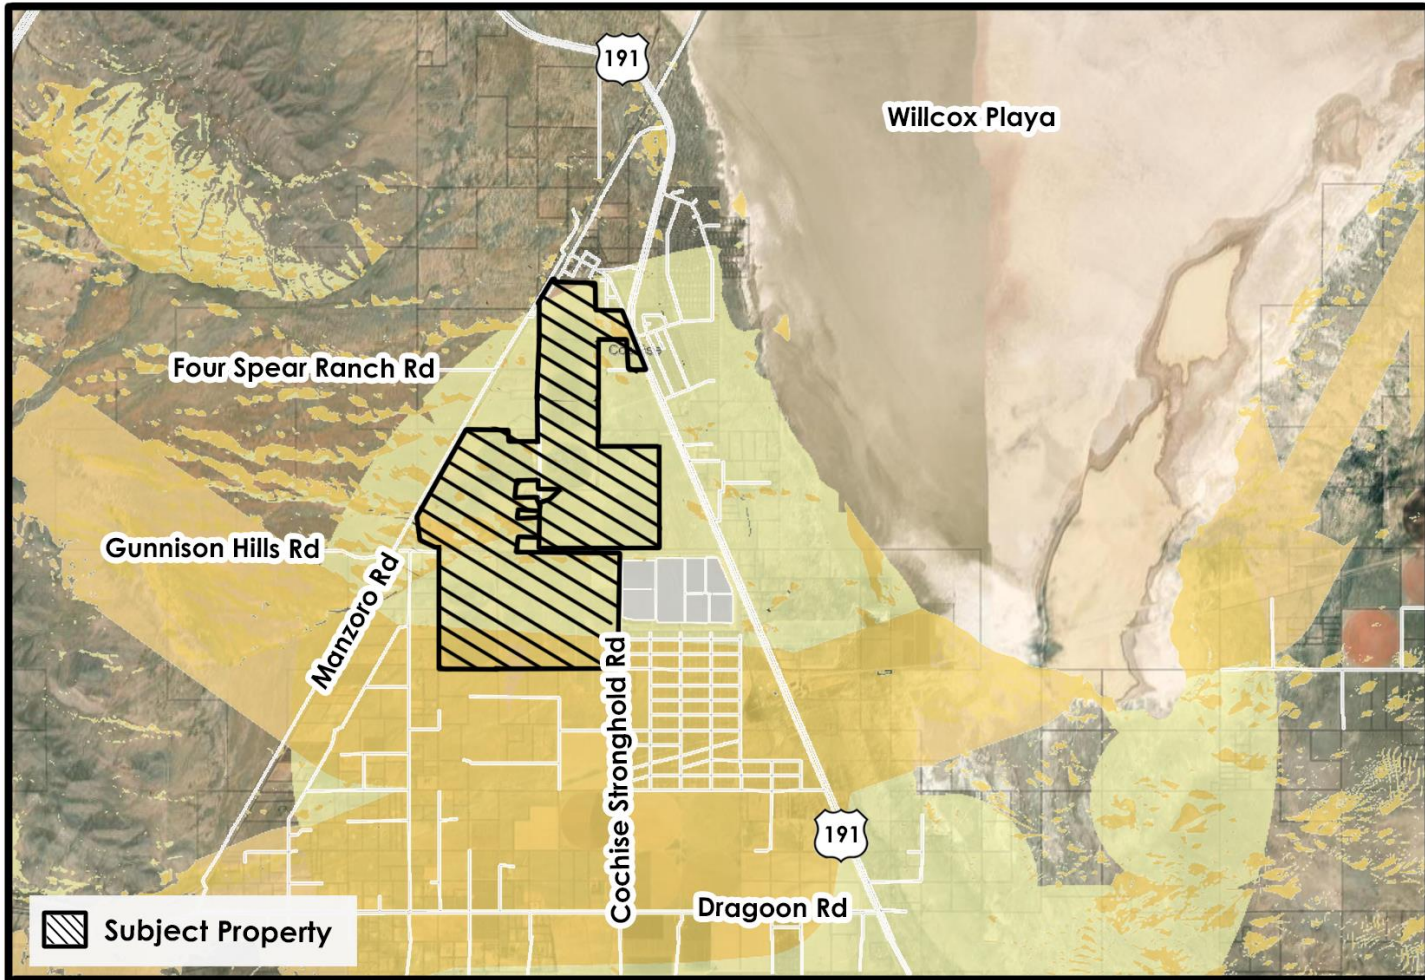 191
Willcox Playa
Four Spear Ranch Rd
Gunnison Hills Rd
Manzoro Rd
Cochise Stronghold Rd
191
Dragoon Rd
Subject Property